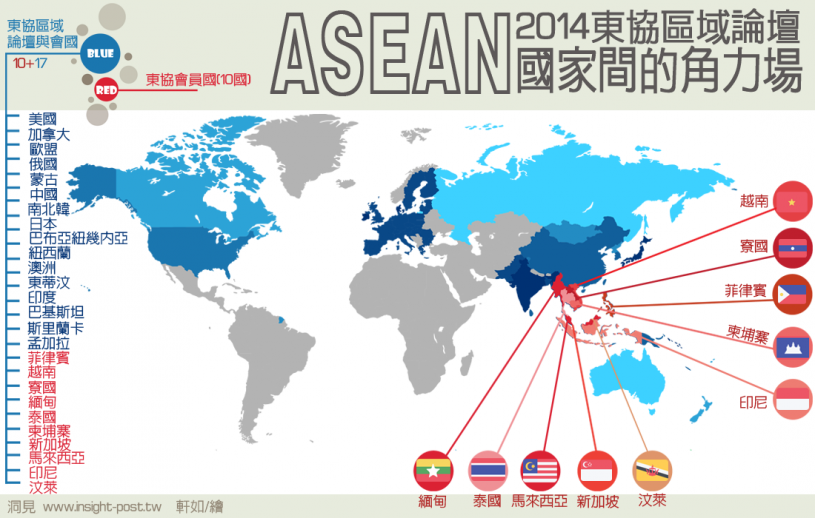 東協區域
論壇與會國
10+17
BLUE
RED
東協會員國(10國)
ASEAN
2014東協區域論壇
國家間的角力場
美國
加拿大
歐盟
俄國
蒙古
中國
南北韓
日本
巴布亞紐幾內亞
紐西蘭
澳洲
東蒂汶
印度
巴基斯坦
斯里蘭卡
孟加拉
菲律賓
越南
寮國
緬甸
泰國
柬埔寨
新加坡
馬來西亞
印尼
汶萊
越南
寮國
菲律賓
柬埔寨
印尼
緬甸
泰國
馬來西亞
新加坡
汶萊
洞見 www.insight-post.tw 軒如/繪